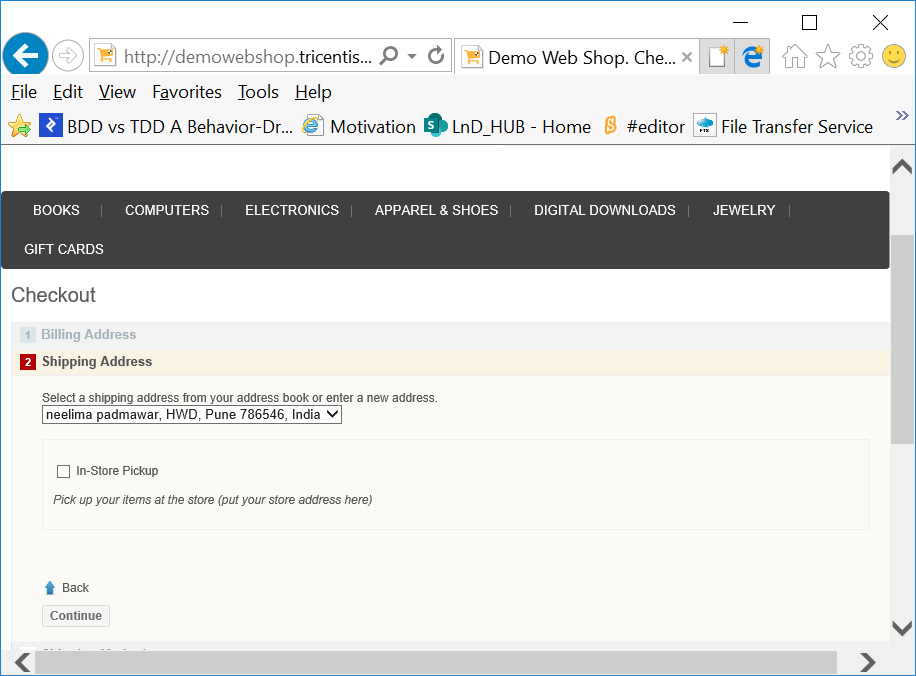 http://demowebshop.tricentis...
Demo Web Shop. Che...
File Edit View Favorites Tools Help
BDD vs TDD A Behavior-Dr... Motivation LnD_HUB - Home #editor File Transfer Service
BOOKS COMPUTERS ELECTRONICS APPAREL & SHOES DIGITAL DOWNLOADS JEWELRY
GIFT CARDS
Checkout
1 Billing Address
2 Shipping Address
Select a shipping address from your address book or enter a new address.
neelima padmawar, HWD, Pune 786546, India
In-Store Pickup
Pick up your items at the store (put your store address here)
Back
Continue